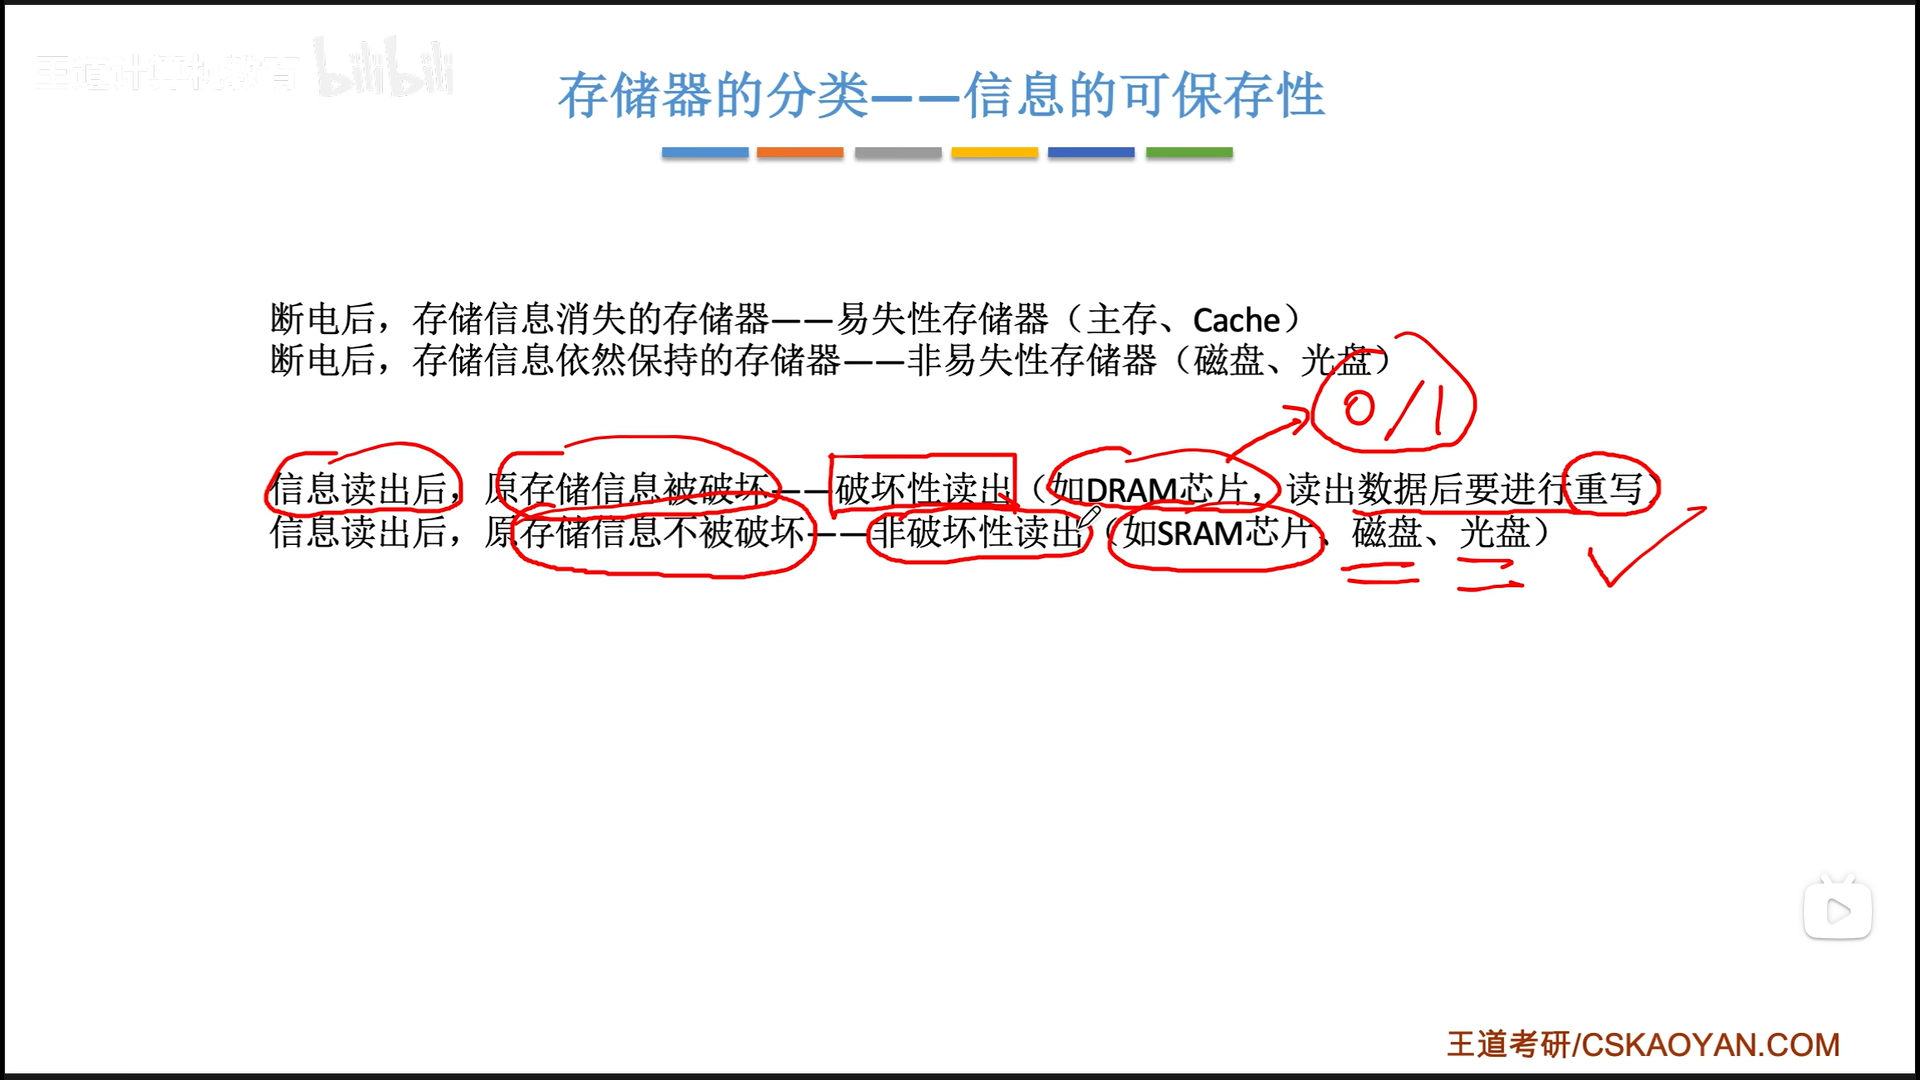 王道计算机教育 bilibili
存储器的分类——信息的可保存性
断电后，存储信息消失的存储器——易失性存储器（主存、Cache）
断电后，存储信息依然保持的存储器——非易失性存储器（磁盘、光盘）
0/1
信息读出后，原存储信息被破坏——破坏性读出（如DRAM芯片，读出数据后要进行重写）
信息读出后，原存储信息不被破坏——非破坏性读出（如SRAM芯片、磁盘、光盘）
王道考研/CSKAOYAN.COM